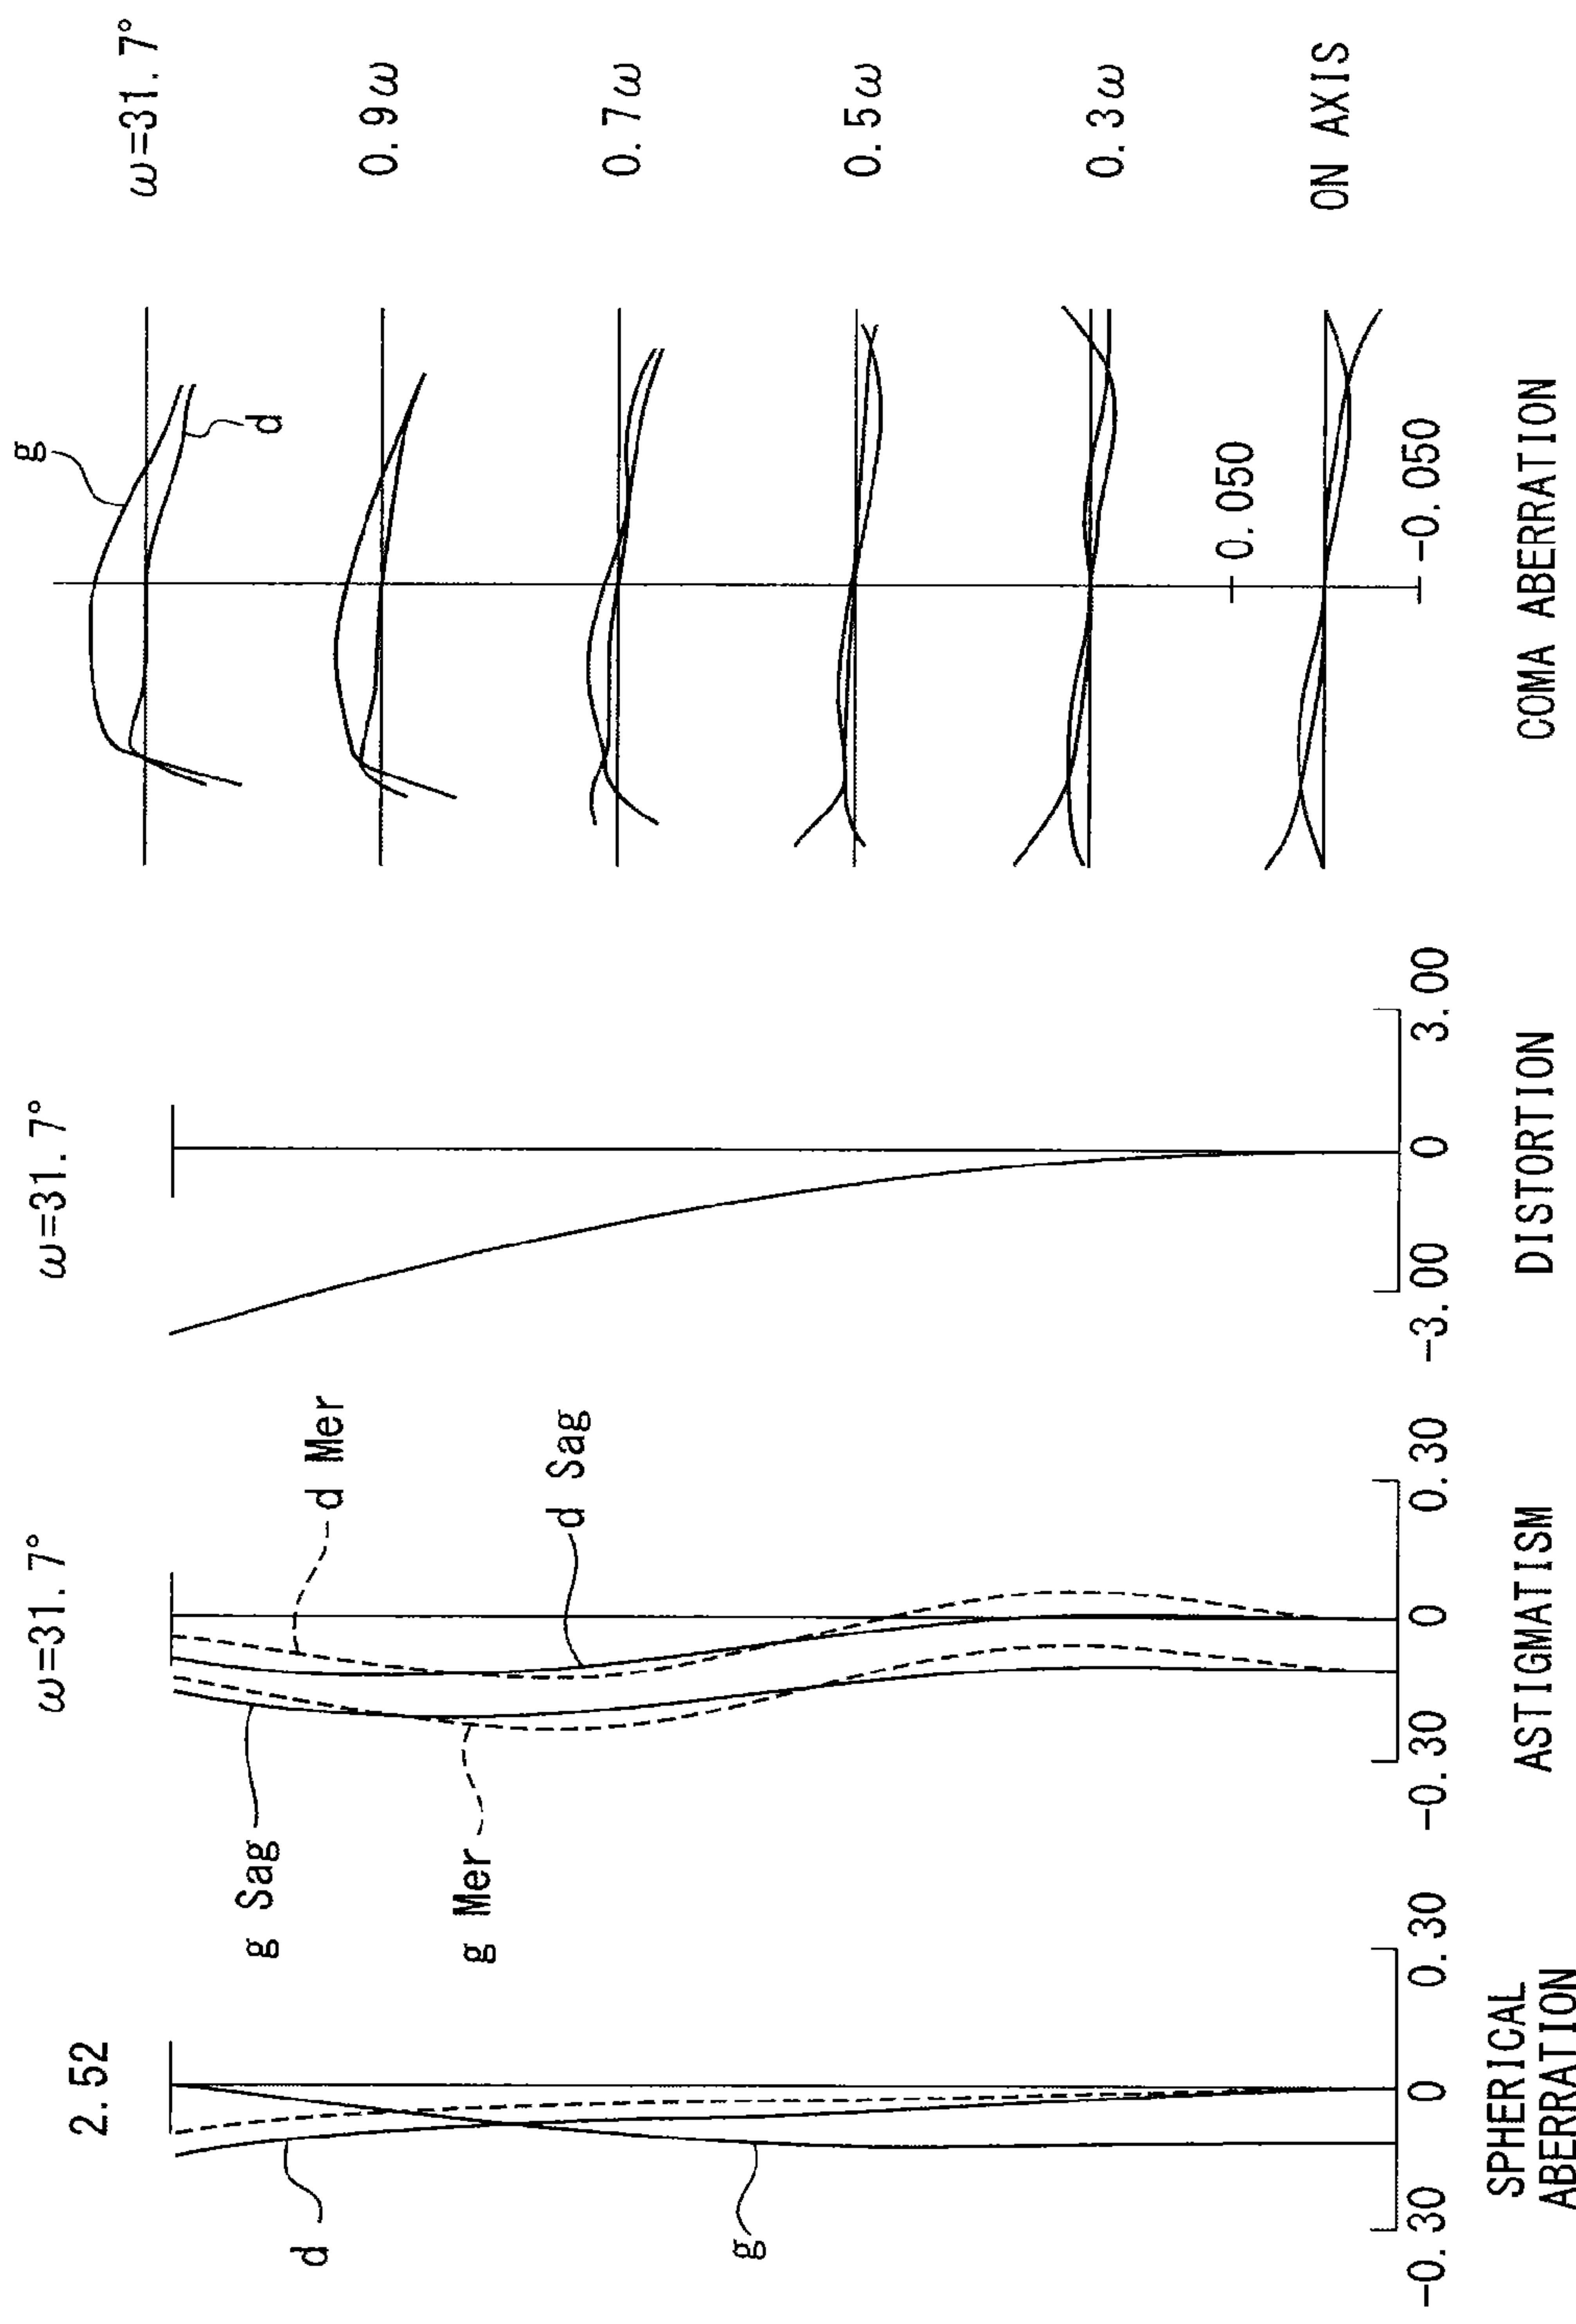 2.52
d
g
-0.30
0
0.30
SPHERICAL
ABERRATION
ω=31.7°
g Sag
g Mer
d Mer
d Sag
-0.30
0
0.30
ASTIGMATISM
ω=31.7°
-3.00
0
3.00
DISTORTION
g
d
ω=31.7°
0.9ω
0.7ω
0.5ω
0.3ω
0.050
ON AXIS
-0.050
COMA ABERRATION